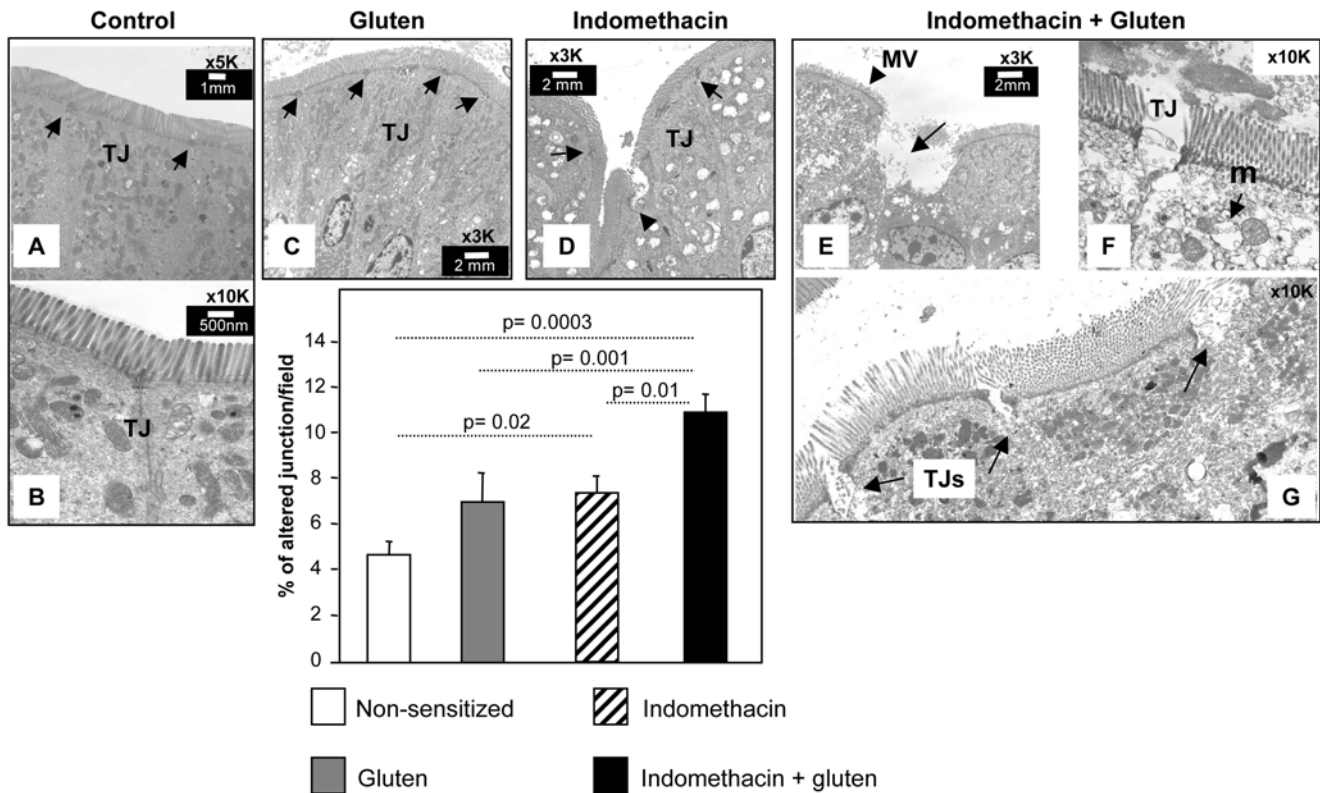 Control
Gluten
Indomethacin
Indomethacin + Gluten
x5K
1mm
TJ
A
x10K
500nm
TJ
B
TJ
C
x3K
2 mm
x3K
2 mm
TJ
D
MV
x3K
2mm
E
x10K
TJ
m
F
x10K
TJs
G
% of altered junction/field
14
12
10
8
6
4
2
0
p= 0.0003
p= 0.001
p= 0.01
p= 0.02
Non-sensitized
Indomethacin
Gluten
Indomethacin + gluten